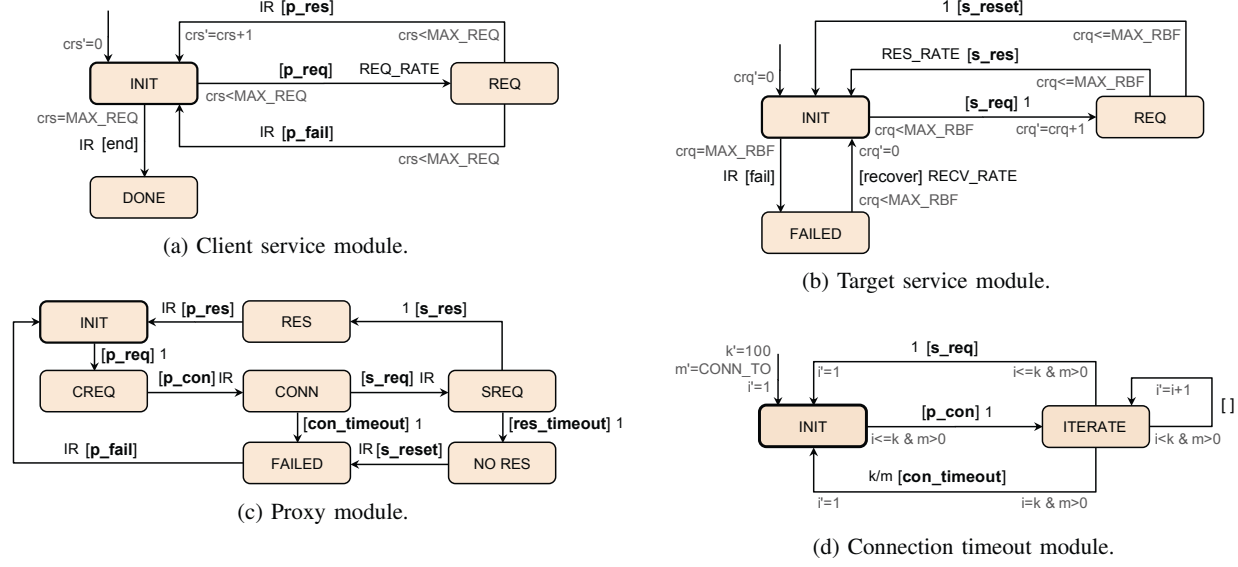 IR [p_res]
crs'=0
crs'=crs+1
crs<MAX_REQ
INIT
[p_req] REQ_RATE
REQ
crs<MAX_REQ
crs=MAX_REQ
IR [end]
IR [p_fail]
crs<MAX_REQ
DONE
(a) Client service module.
1 [s_reset]
crq<=MAX_RBF
RES_RATE [s_res]
crq'=0
crq<=MAX_RBF
INIT
[s_req] 1
REQ
crq<MAX_RBF
crq'=crq+1
crq=MAX_RBF
crq'=0
IR [fail]
[recover] RECV_RATE
crq<MAX_RBF
FAILED
(b) Target service module.
INIT
IR [p_res]
RES
1 [s_res]
[p_req] 1
CREQ
[p_con] IR
CONN
[s_req] IR
SREQ
[con_timeout] 1
[res_timeout] 1
IR [p_fail]
FAILED
IR [s_reset]
NO RES
(c) Proxy module.
k'=100
m'=CONN_TO
i'=1
1 [s_req]
i'=1
i<=k & m>0
i'=i+1
[ ]
INIT
[p_con] 1
ITERATE
i<=k & m>0
i<k & m>0
k/m [con_timeout]
i'=1
i=k & m>0
(d) Connection timeout module.